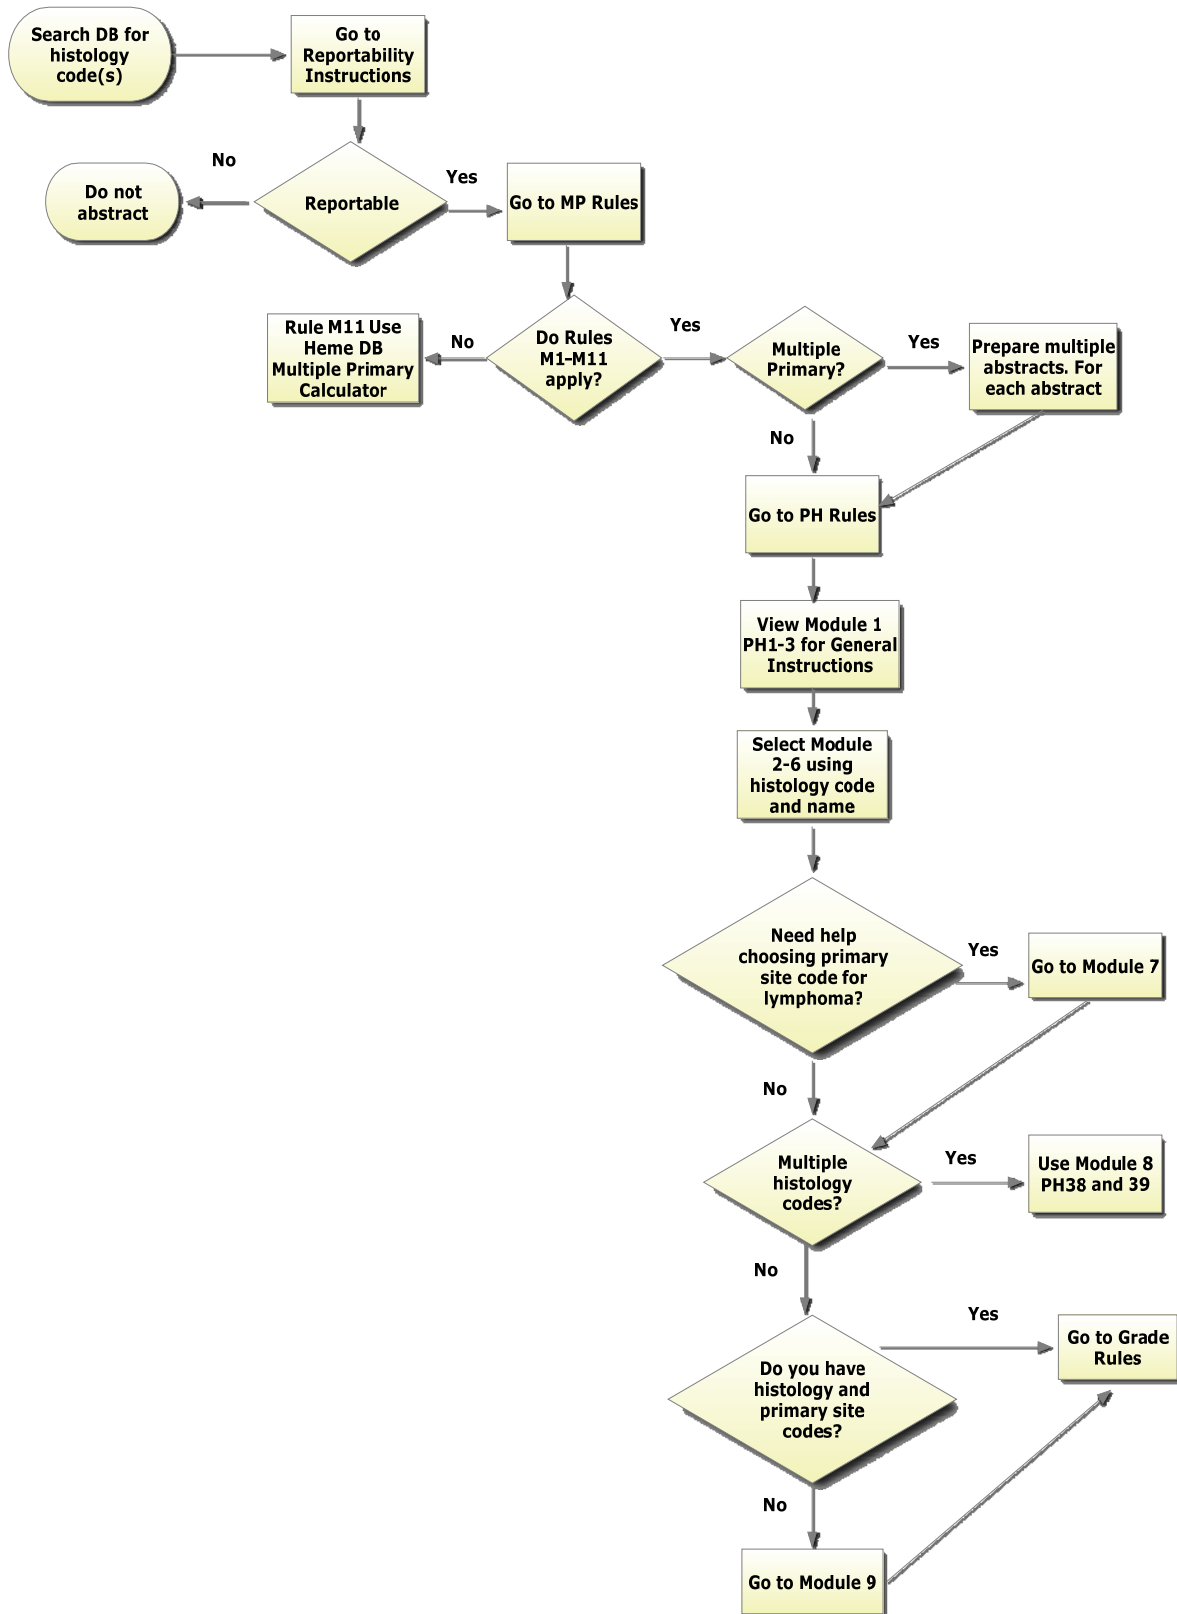 Search DB for
histology
code(s)
Go to
Reportability
Instructions
No
Do not
abstract
Reportable
Yes
Go to MP Rules
Rule M11 Use
Heme DB
Multiple Primary
Calculator
No
Do Rules
M1–M11
apply?
Yes
Multiple
Primary?
Yes
Prepare multiple
abstracts. For
each abstract
No
Go to PH Rules
View Module 1
PH1-3 for General
Instructions
Select Module
2-6 using
histology code
and name
Need help
choosing primary
site code for
lymphoma?
Yes
Go to Module 7
No
Multiple
histology
codes?
Yes
Use Module 8
PH38 and 39
No
Do you have
histology and
primary site
codes?
Yes
Go to Grade
Rules
No
Go to Module 9